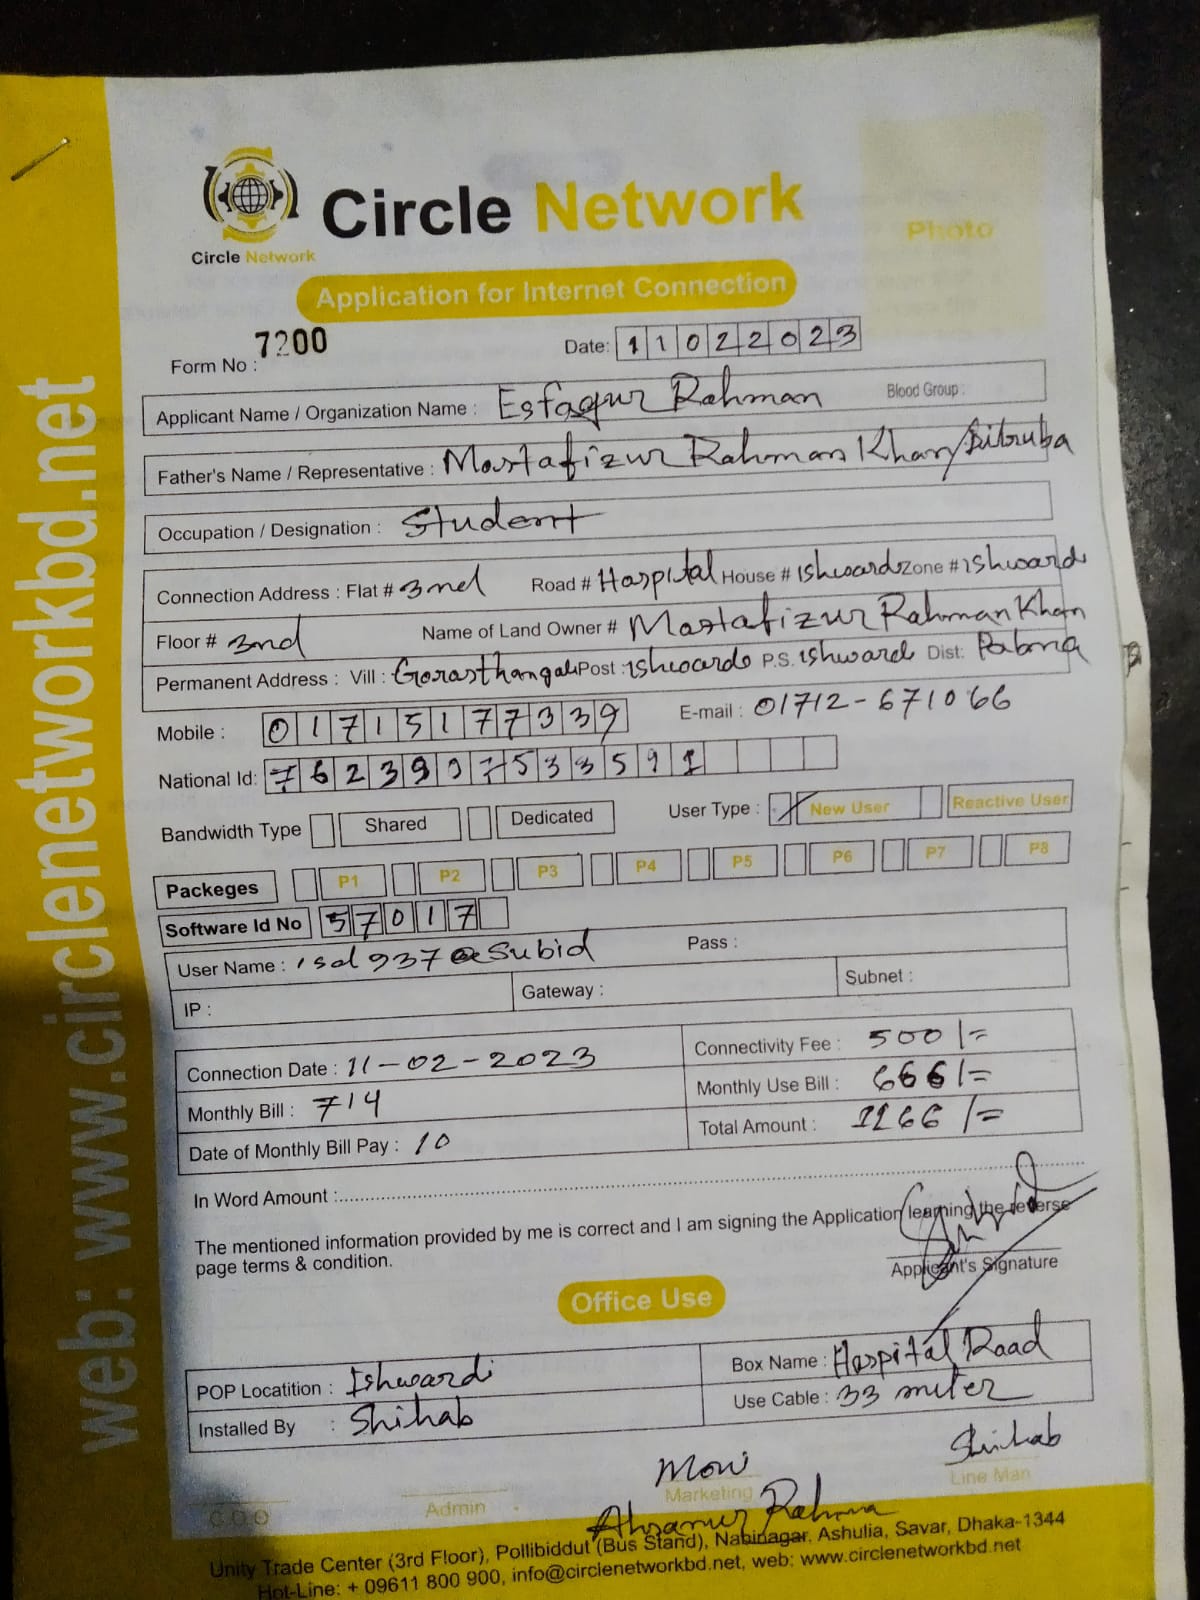 Circle Network
Circle Network
Photo
Application for Internet Connection
Form No : 7200
Date: 11022023
Applicant Name / Organization Name : Esfaqur Rahman Blood Group :
Father's Name / Representative : Mostafizur Rahman Khan/
Occupation / Designation : Student
Connection Address : Flat # 3nd Road # Hospital House # ishwardi Zone # ishwardi
Floor # 3nd Name of Land Owner # Mostafizur Rahman Khan
Permanent Address : Vill : Gorasthangali Post : ishwardi P.S. ishwardi Dist: Pabna
Mobile : 01715177339 E-mail : 01712-671066
National Id:
Bandwidth Type Shared Dedicated User Type : New User Reactive User
Packeges P1 P2 P3 P4 P5 P6 P7 P8
Software Id No 57017
User Name : isd937@Subid Pass :
IP : Gateway : Subnet :
Connection Date : 11-02-2023 Connectivity Fee : 500/=
Monthly Bill : 714 Monthly Use Bill : 666/=
Date of Monthly Bill Pay : 10 Total Amount : 1166/=
In Word Amount :
The mentioned information provided by me is correct and I am signing the Application learning the reverse
page terms & condition.
Applicant's Signature
Office Use
POP Locatition : Ishwardi Box Name : Hospital Road
Installed By : Shihab Use Cable : 33 miter
Shihab
C.O.O Admin Marketing Line Man
Unity Trade Center (3rd Floor), Pollibiddut (Bus Stand), Nabinagar, Ashulia, Savar, Dhaka-1344
Hot-Line: + 09611 800 900, info@circlenetworkbd.net, web: www.circlenetworkbd.net
web: www.circlenetworkbd.net